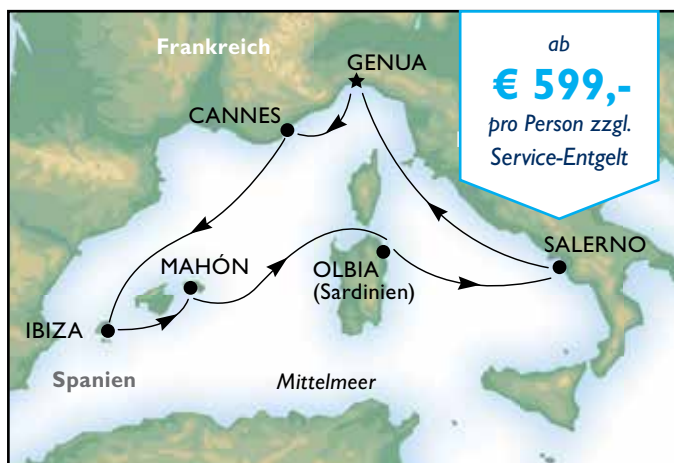 Frankreich
GENUA
CANNES
ab
€ 599,-
pro Person zzgl.
Service-Entgelt
SALERNO
MAHÓN
OLBIA
(Sardinien)
IBIZA
Spanien
Mittelmeer